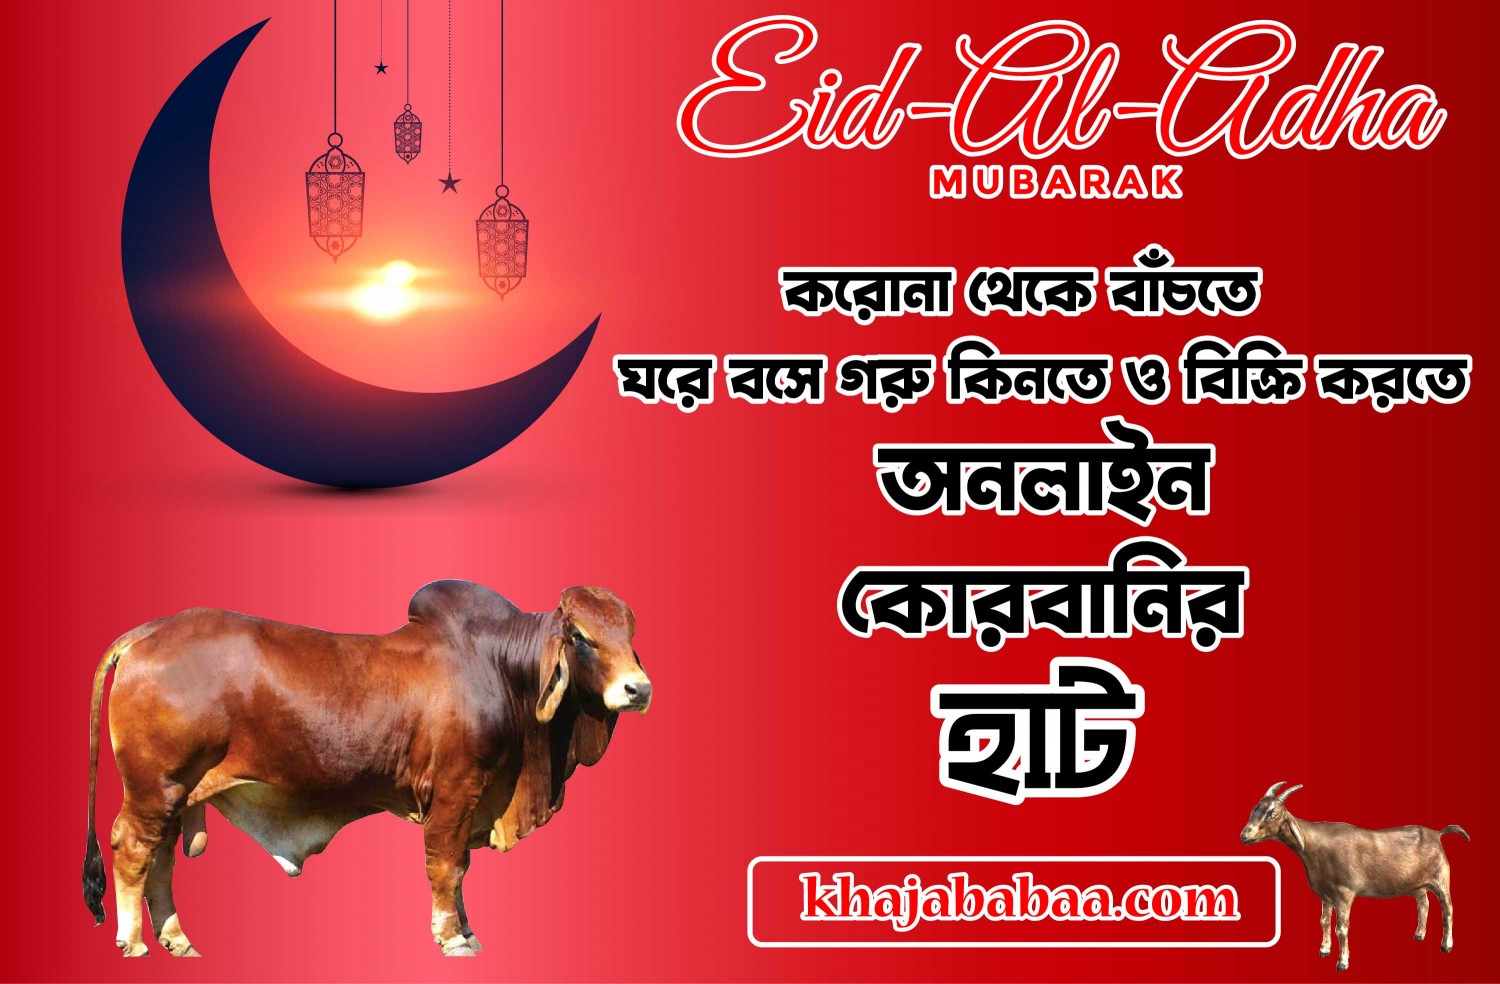 Eid-Al-Adha
MUBARAK
করোনা থেকে বাঁচতে
ঘরে বসে গরু কিনতে ও বিক্রি করতে
অনলাইন
কোরবানির
হাট
khajababaa.com